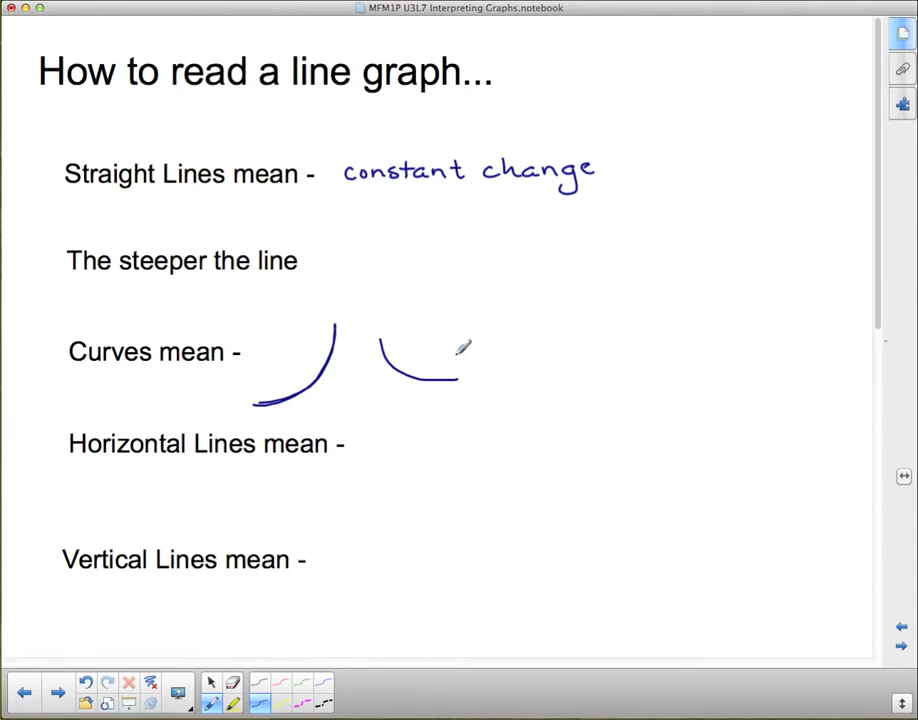 MFM1P U3L7 Interpreting Graphs.notebook
How to read a line graph...
Straight Lines mean - constant change
The steeper the line
Curves mean -
Horizontal Lines mean -
Vertical Lines mean -